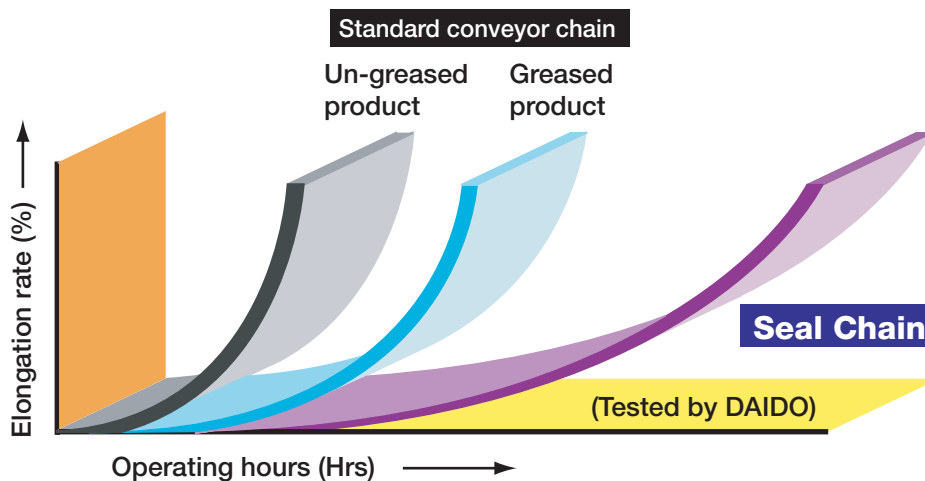 Standard conveyor chain
Un-greased
product
Greased
product
Elongation rate (%)
Seal Chain
(Tested by DAIDO)
Operating hours (Hrs)